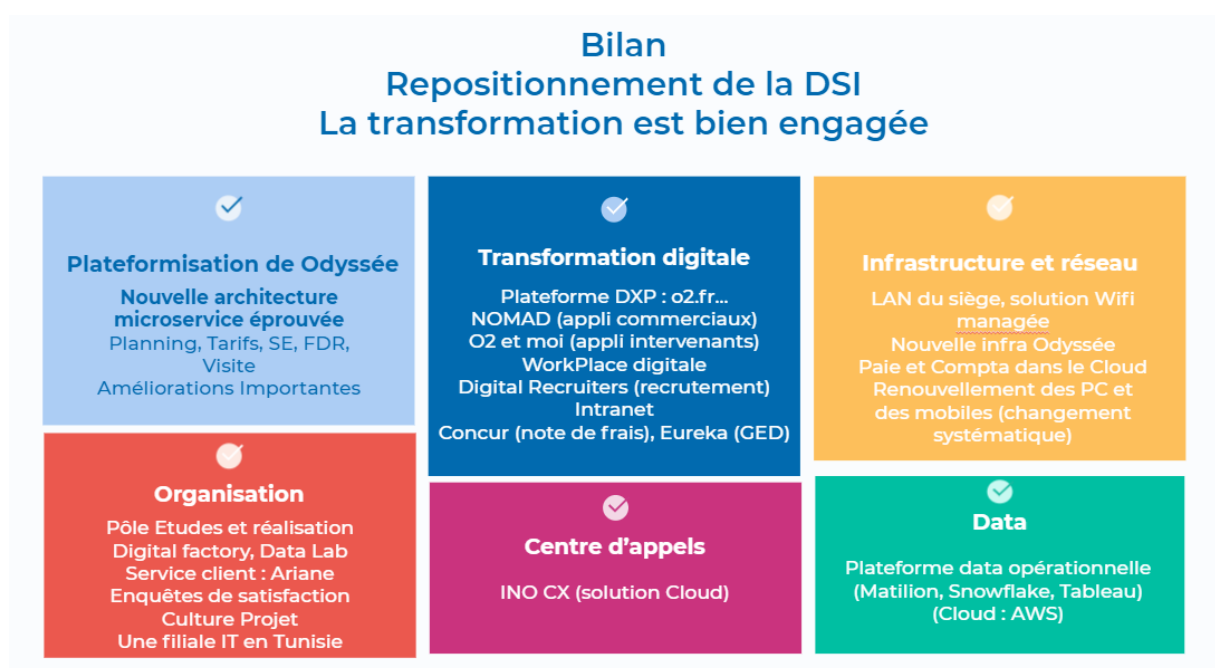 Bilan
Repositionnement de la DSI
La transformation est bien engagée
Plateformisation de Odyssée
Nouvelle architecture
microservice éprouvée
Planning, Tarifs, SE, FDR,
Visite
Améliorations Importantes
Transformation digitale
Plateforme DXP : o2.fr...
NOMAD (appli commerciaux)
O2 et moi (appli intervenants)
WorkPlace digitale
Digital Recruiters (recrutement)
Intranet
Concur (note de frais), Eureka (GED)
Infrastructure et réseau
LAN du siège, solution Wifi
managée
Nouvelle infra Odyssée
Paie et Compta dans le Cloud
Renouvellement des PC et
des mobiles (changement
systématique)
Organisation
Pôle Etudes et réalisation
Digital factory, Data Lab
Service client : Ariane
Enquêtes de satisfaction
Culture Projet
Une filiale IT en Tunisie
Centre d'appels
INO CX (solution Cloud)
Data
Plateforme data opérationnelle
(Matilion, Snowflake, Tableau)
(Cloud : AWS)